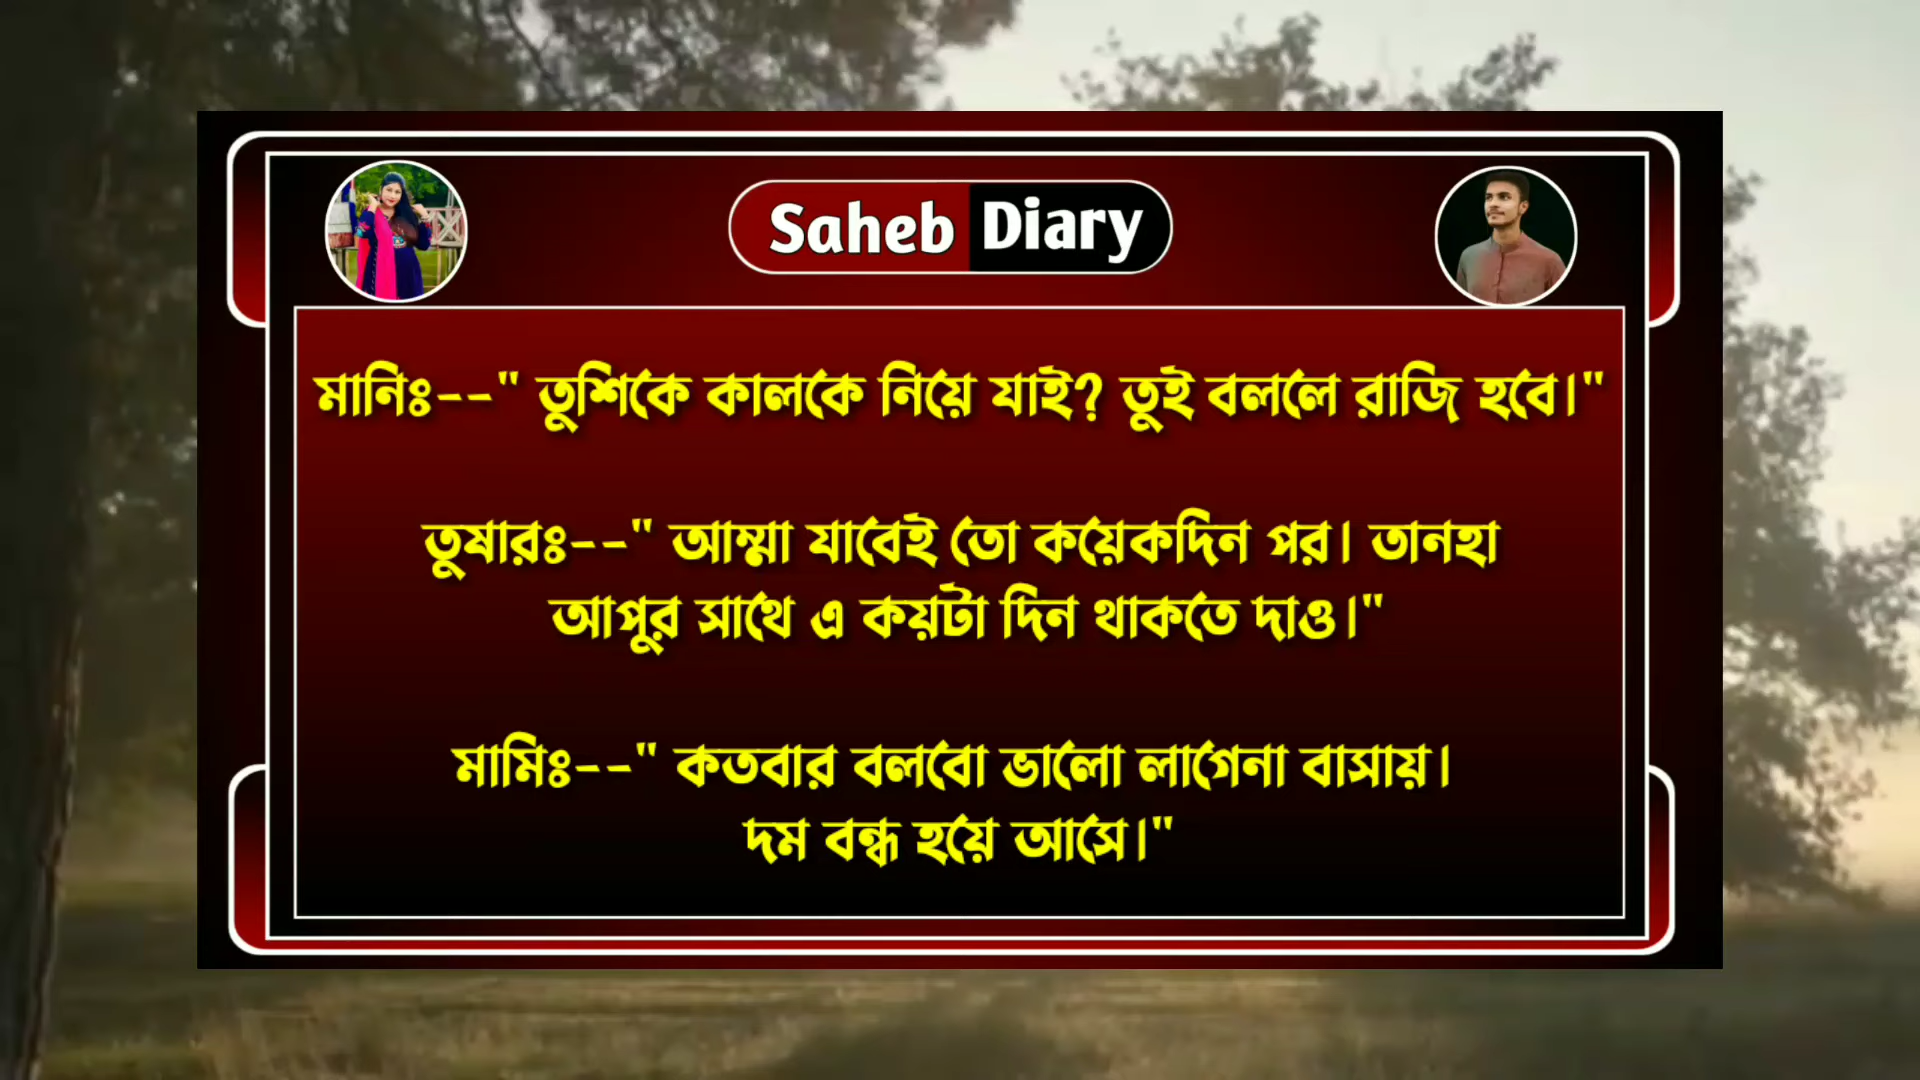 Saheb Diary
মানিঃ--" তুশিকে কালকে নিয়ে যাই? তুই বললে রাজি হবে।"
তুষারঃ--" আম্মা যাবেই তো কয়েকদিন পর। তানহা
আপুর সাথে এ কয়টা দিন থাকতে দাও।"
মামিঃ--" কতবার বলবো ভালো লাগেনা বাসায়।
দম বন্ধ হয়ে আসে।"